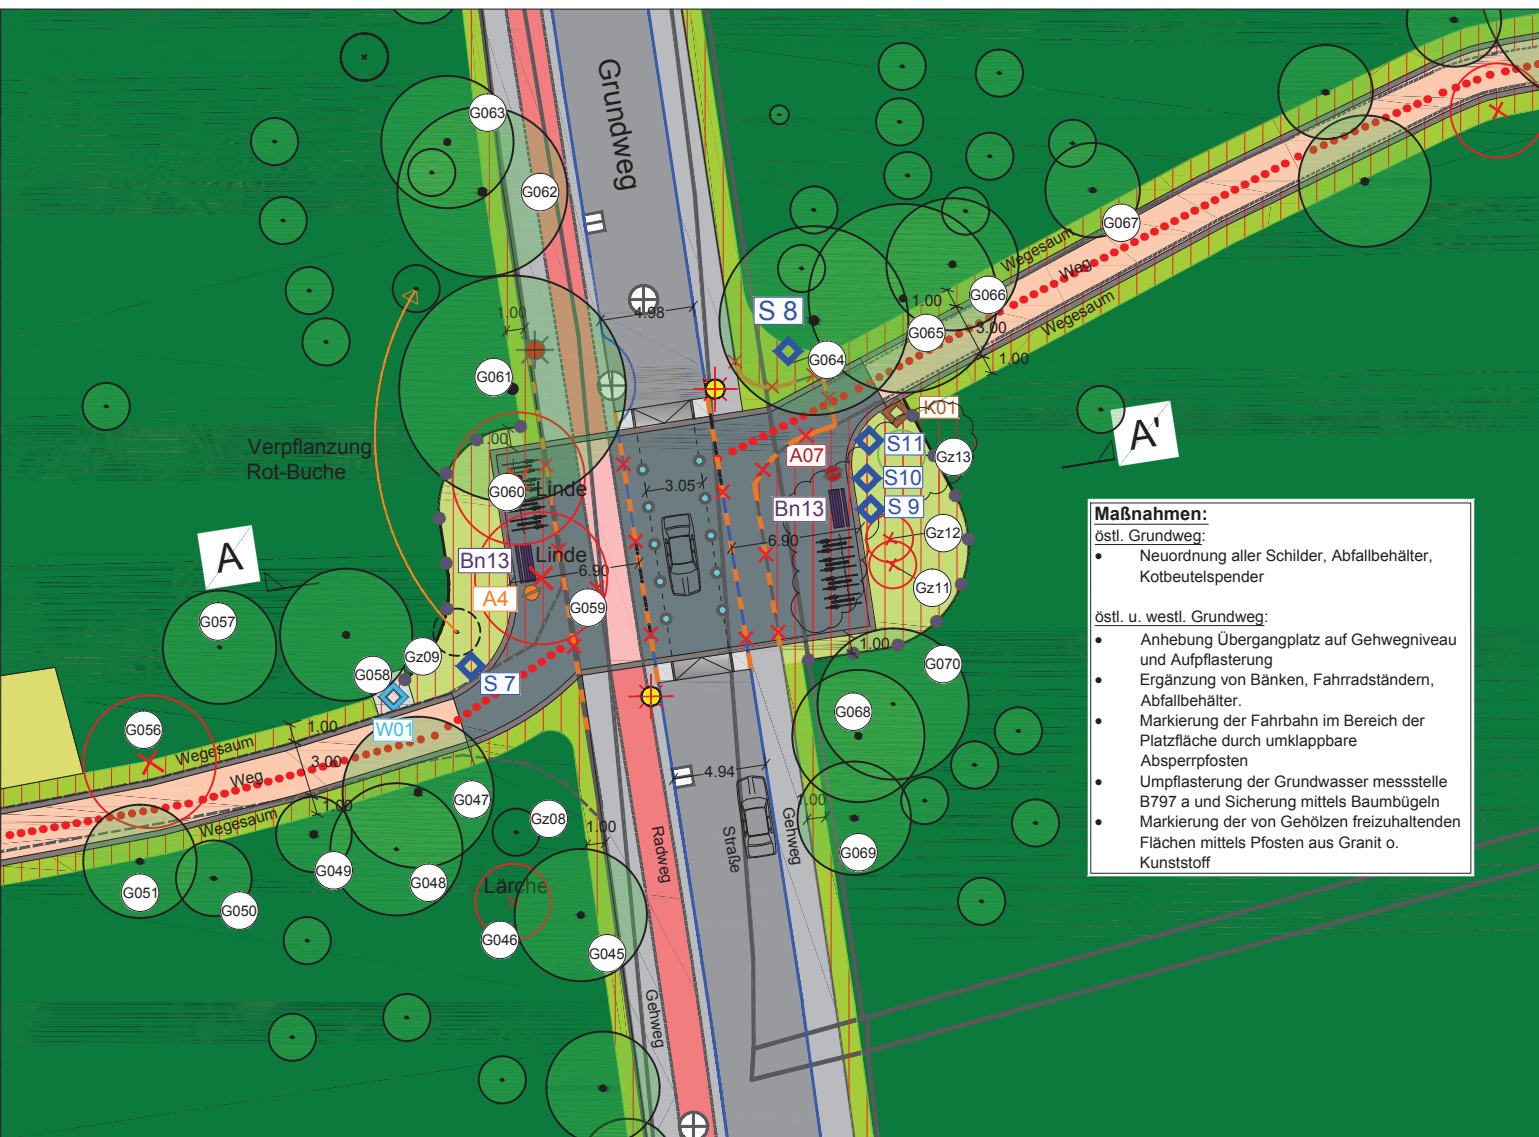 Grundweg
G063
G062
1.00
4.98
S 8
G061
G064
G065
G066
G067
Wegesaum
Weg
Wegesaum
1.00
3.00
1.00
K01
A'
Verpflanzung
Rot-Buche
.00
G060
Linde
3.05
A07
S11
S10
S 9
Gz13
Bn13
Gz12
6.90
Gz11
A
Bn13
Linde
6.90
A4
G059
G057
G058
Gz09
S 7
W01
1.00
G070
G068
G056
Wegesaum
Weg
Wegesaum
1.00
3.00
1.00
G047
Gz08
1.00
4.94
1.00
G069
Radweg
Straße
Gehweg
G051
G050
G049
G048
Lärche
G046
G045
Gehweg
Maßnahmen:
östl. Grundweg:
• Neuordnung aller Schilder, Abfallbehälter,
Kotbeutelspender
östl. u. westl. Grundweg:
• Anhebung Übergangplatz auf Gehwegniveau
und Aufpflasterung
• Ergänzung von Bänken, Fahrradständern,
Abfallbehälter.
• Markierung der Fahrbahn im Bereich der
Platzfläche durch umklappbare
Absperrpfosten
• Umpflasterung der Grundwasser messstelle
B797 a und Sicherung mittels Baumbügeln
• Markierung der von Gehölzen freizuhaltenden
Flächen mittels Pfosten aus Granit o.
Kunststoff